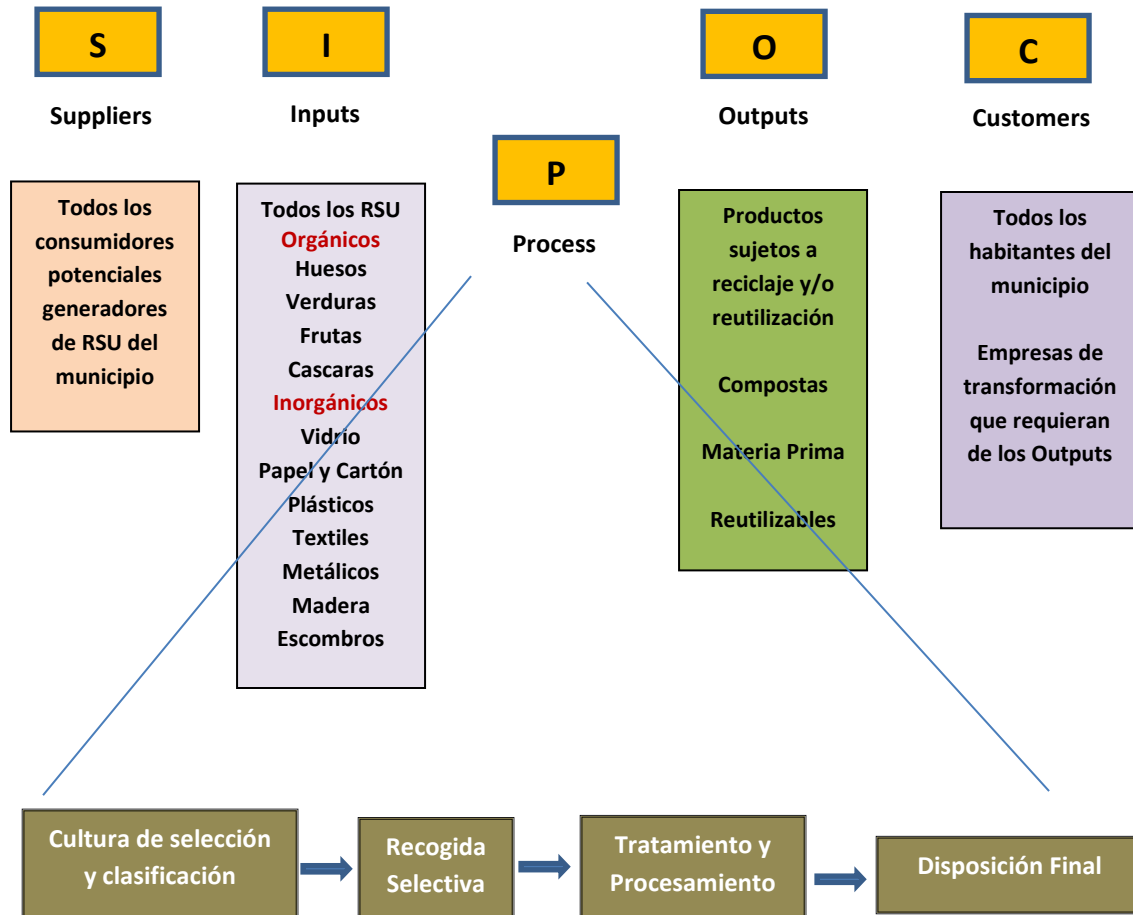 S
Suppliers
Todos los
consumidores
potenciales
generadores
de RSU del
municipio
I
Inputs
Todos los RSU
Orgánicos
Huesos
Verduras
Frutas
Cascaras
Inorgánicos
Vidrio
Papel y Cartón
Plásticos
Textiles
Metálicos
Madera
Escombros
P
Process
O
Outputs
Productos
sujetos a
reciclaje y/o
reutilización
Compostas
Materia Prima
Reutilizables
C
Customers
Todos los
habitantes del
municipio
Empresas de
transformación
que requieran
de los Outputs
Cultura de selección
y clasificación
Recogida
Selectiva
Tratamiento y
Procesamiento
Disposición Final